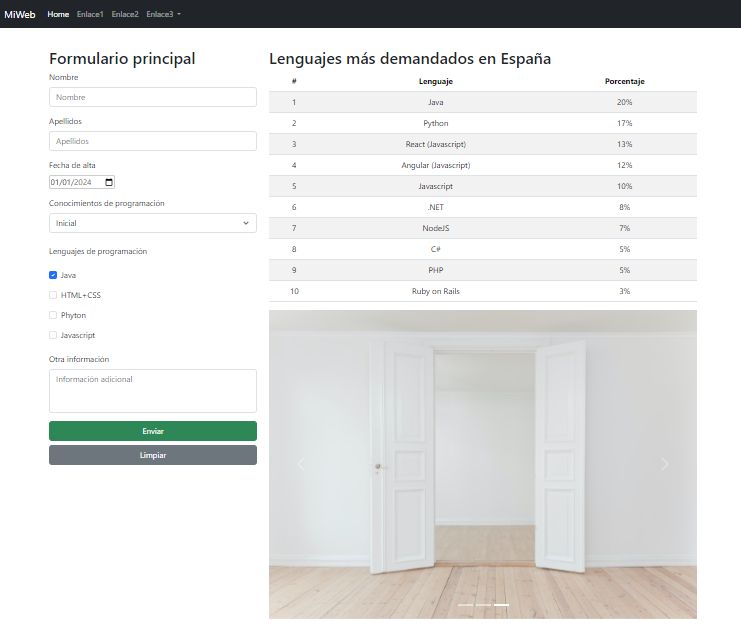 MiWeb Home Enlace1 Enlace2 Enlace3
Formulario principal
Nombre
Nombre
Apellidos
Apellidos
Fecha de alta
01/01/2024
Conocimientos de programación
Inicial
Lenguajes de programación
Java
HTML+CSS
Phyton
Javascript
Otra información
Información adicional
Enviar
Limpiar
Lenguajes más demandados en España
# Lenguaje Porcentaje
1 Java 20%
2 Python 17%
3 React (Javascript) 13%
4 Angular (Javascript) 12%
5 Javascript 10%
6 .NET 8%
7 NodeJS 7%
8 C# 5%
9 PHP 5%
10 Ruby on Rails 3%